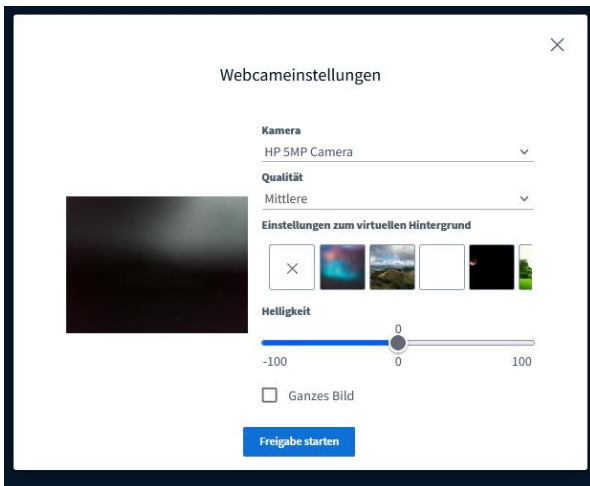 Webcameinstellungen
Kamera
HP 5MP Camera
Qualität
Mittlere
Einstellungen zum virtuellen Hintergrund
Helligkeit
0
-100 0 100
Ganzes Bild
Freigabe starten